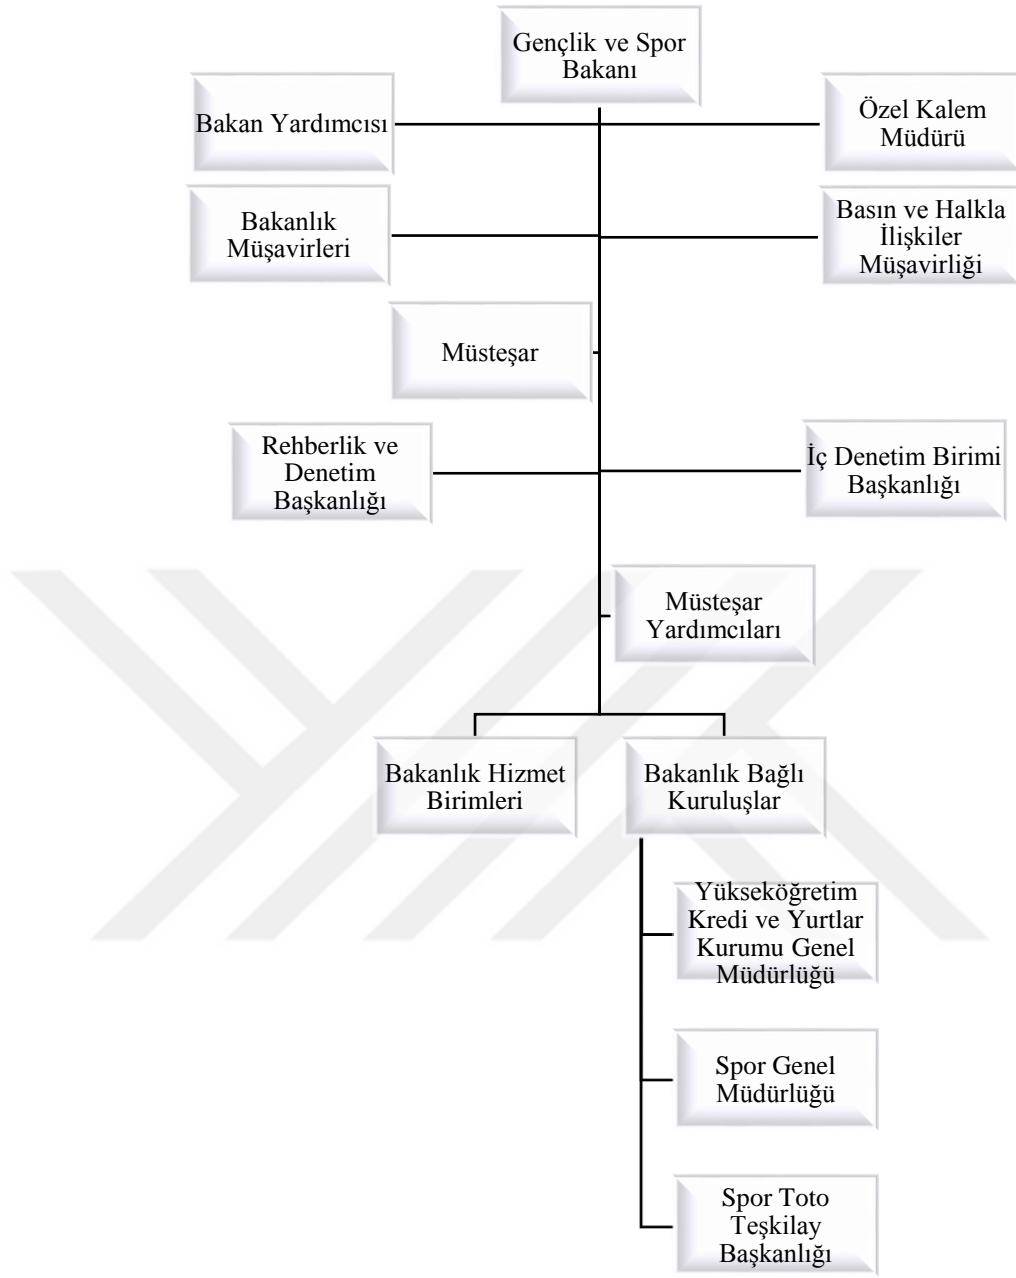 Gençlik ve Spor
Bakanı
Bakan Yardımcısı
Özel Kalem
Müdürü
Bakanlık
Müşavirleri
Basın ve Halkla
İlişkiler
Müşavirliği
Müsteşar
Rehberlik ve
Denetim
Başkanlığı
İç Denetim Birimi
Başkanlığı
Müsteşar
Yardımcıları
Bakanlık Hizmet
Birimleri
Bakanlık Bağlı
Kuruluşlar
Yükseköğretim
Kredi ve Yurtlar
Kurumu Genel
Müdürlüğü
Spor Genel
Müdürlüğü
Spor Toto
Teşkilay
Başkanlığı